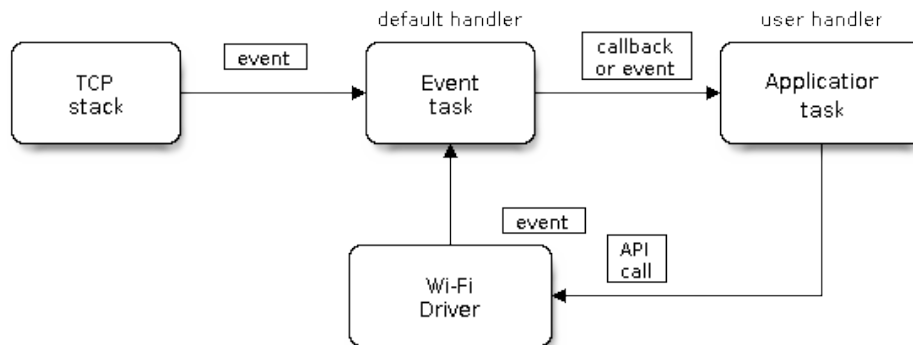 default handler
user handler
event
callback
or event
TCP
stack
Event
task
Application
task
event
API
call
Wi-Fi
Driver